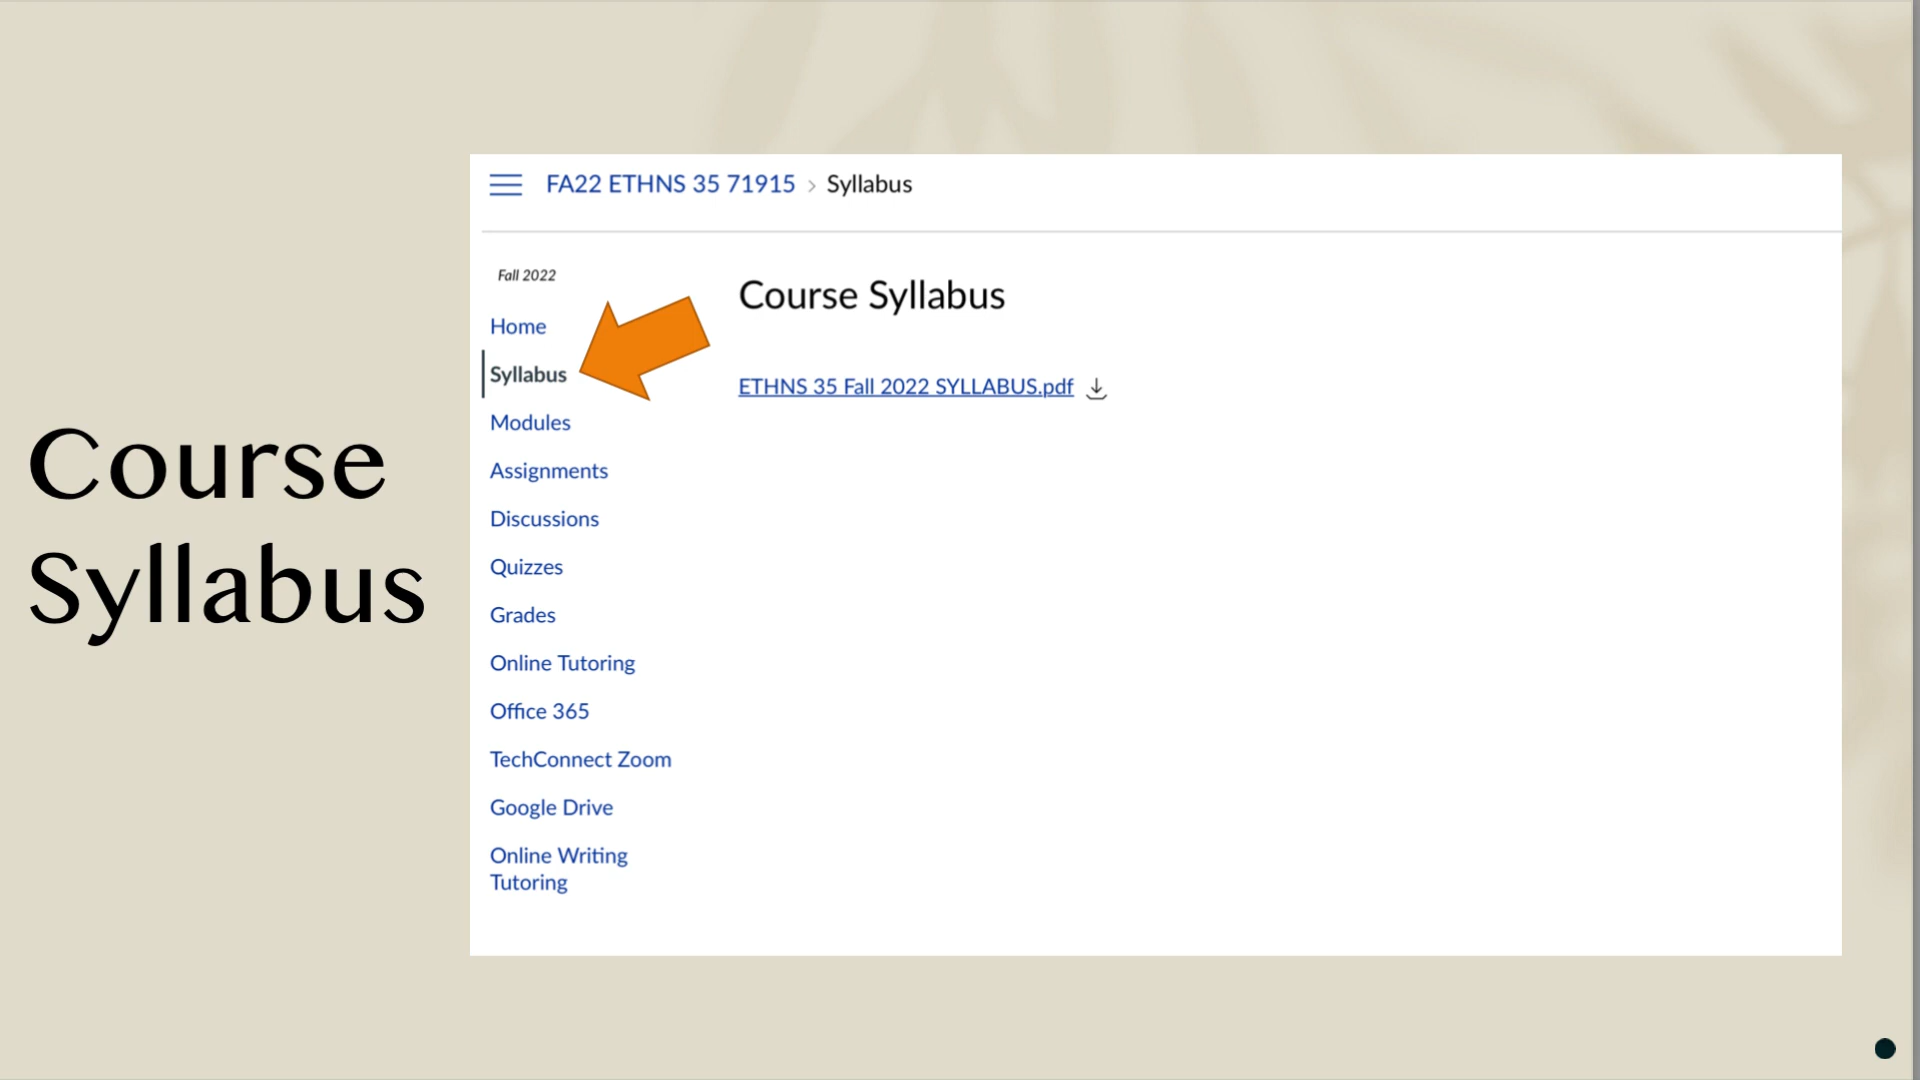 Course
Syllabus
FA22 ETHNS 35 71915 › Syllabus
Fall 2022
Home
Syllabus
Modules
Assignments
Discussions
Quizzes
Grades
Online Tutoring
Office 365
TechConnect Zoom
Google Drive
Online Writing
Tutoring
Course Syllabus
ETHNS 35 Fall 2022 SYLLABUS.pdf